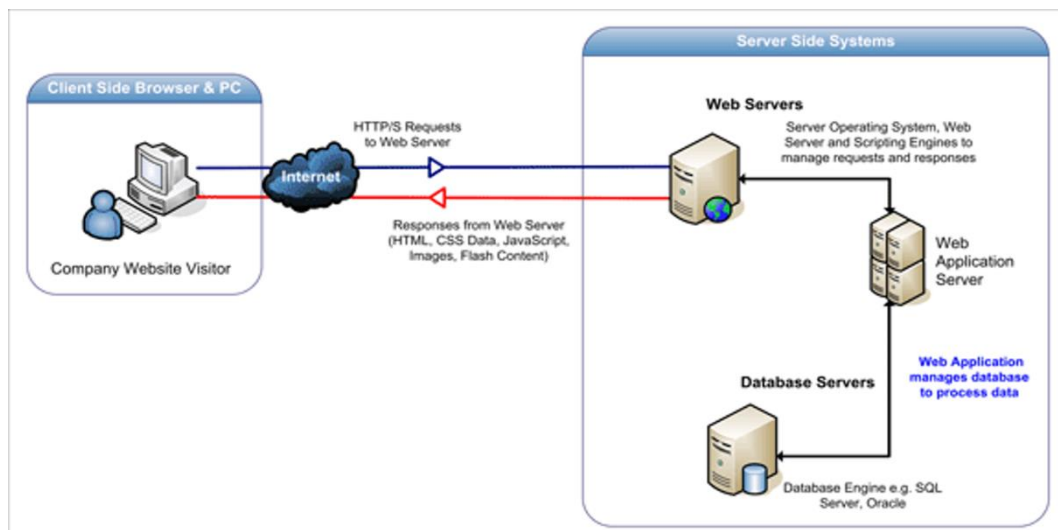 Server Side Systems
Client Side Browser & PC
HTTP/S Requests
to Web Server
Internet
Responses from Web Server
(HTML, CSS Data, JavaScript,
Images, Flash Content)
Company Website Visitor
Web Servers
Server Operating System, Web
Server and Scripting Engines to
manage requests and responses
Web
Application
Server
Web Application
manages database
to process data
Database Servers
Database Engine e.g. SQL
Server, Oracle